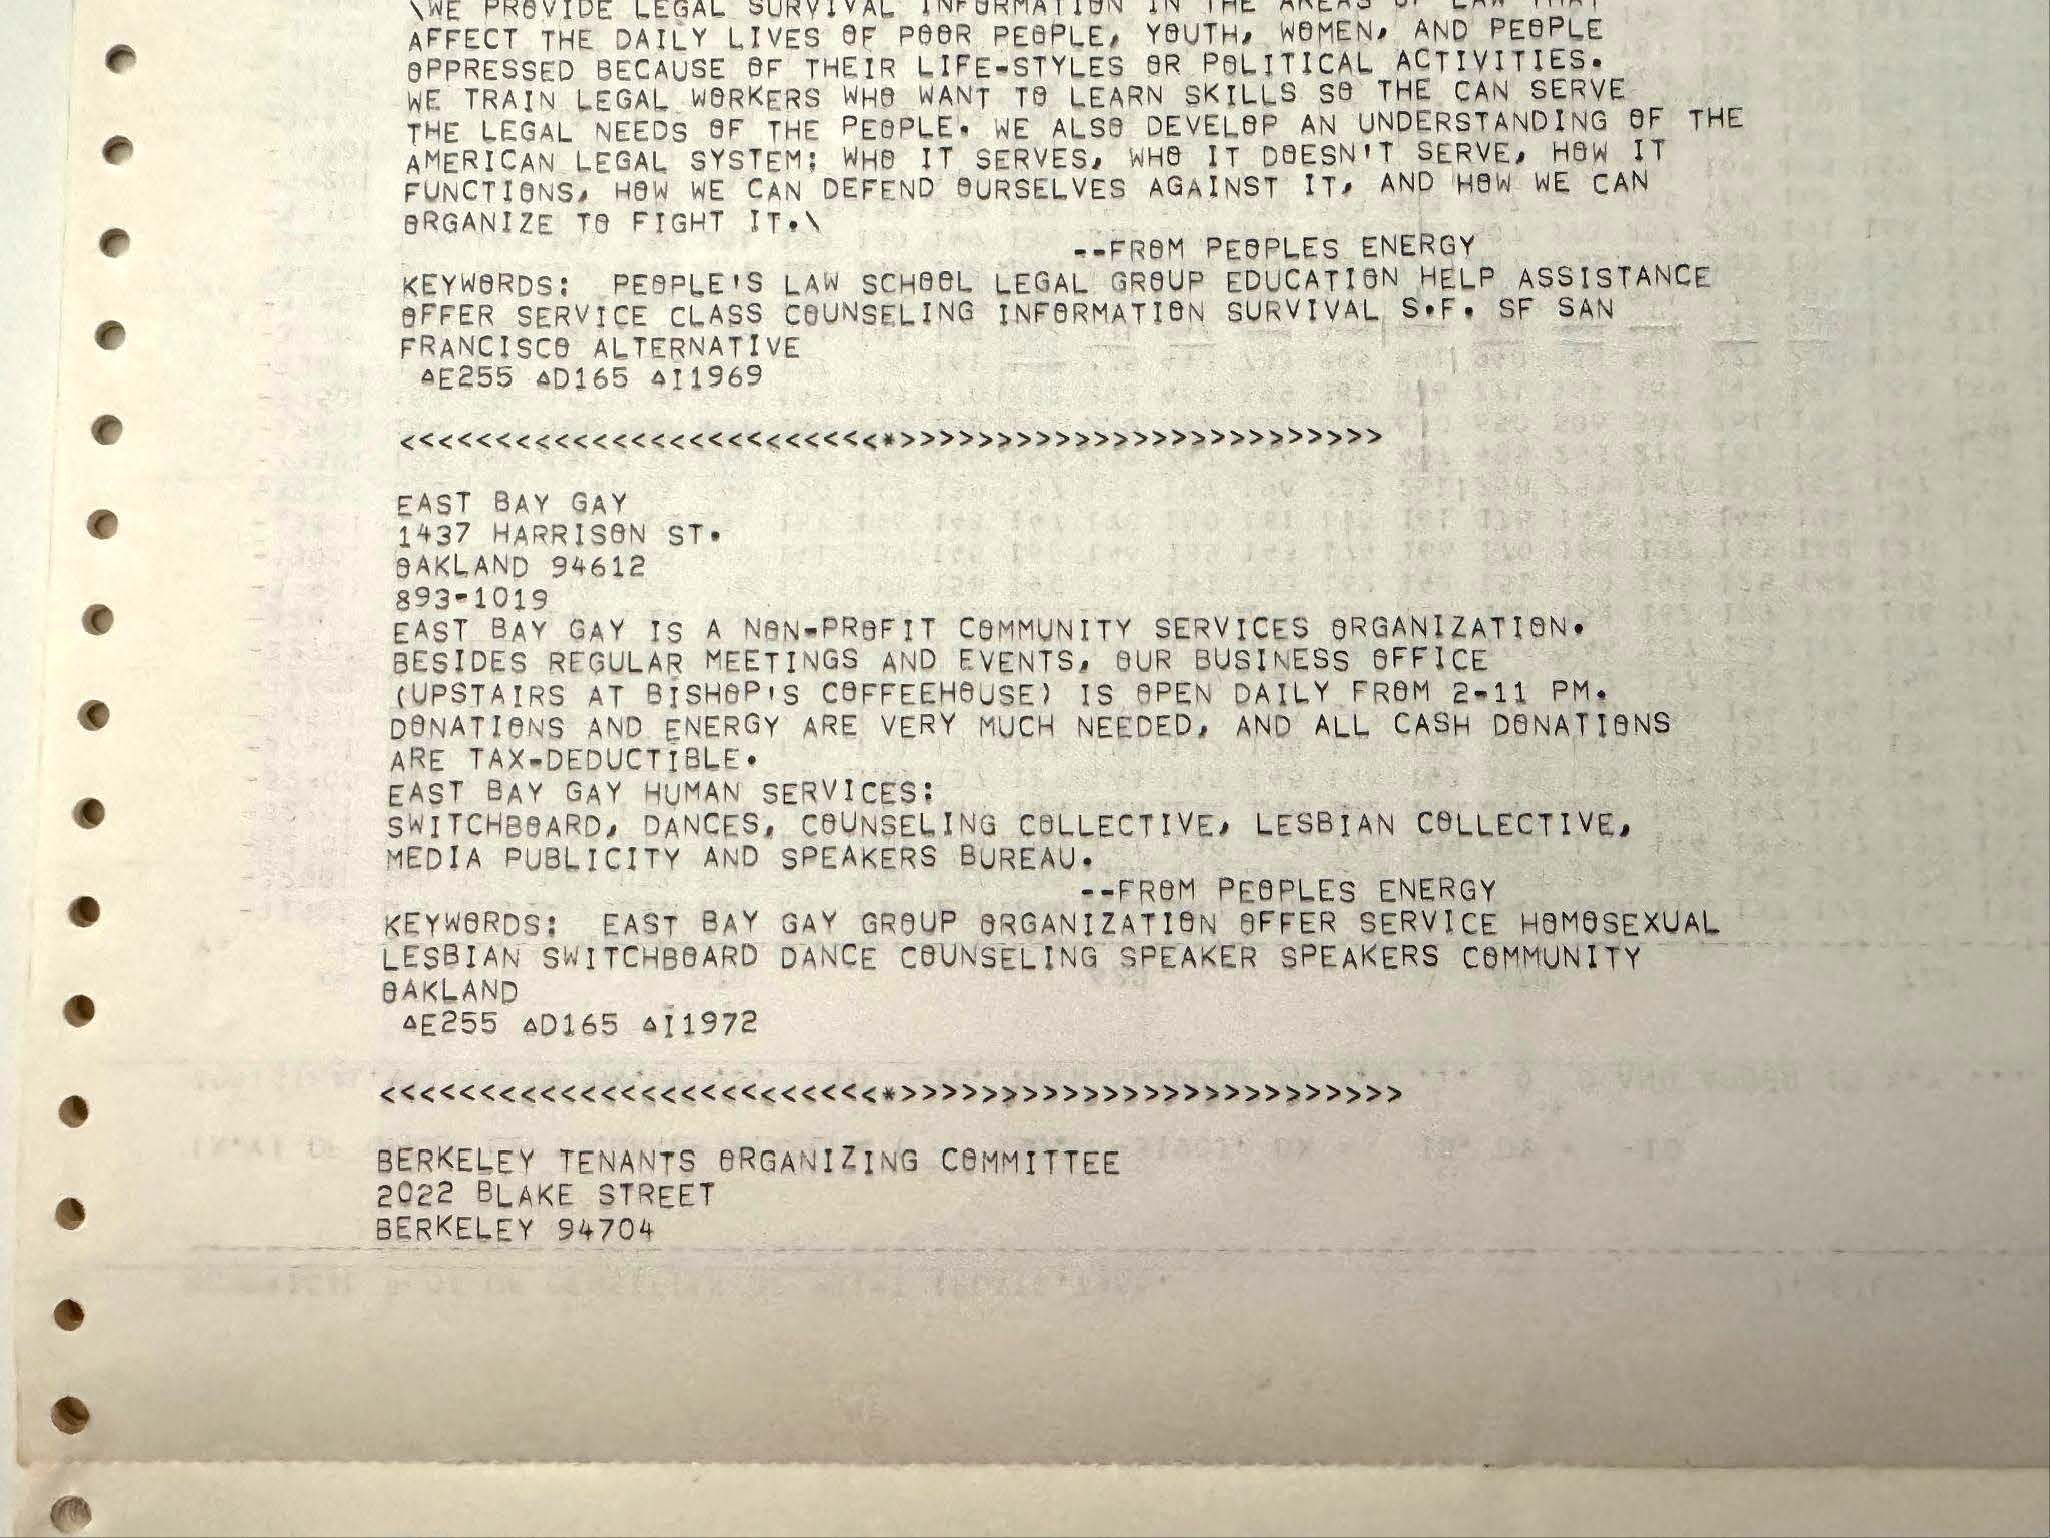 \WE PROVIDE LEGAL SURVIVAL INFORMATION IN THE AREAS OF LAW THAT
AFFECT THE DAILY LIVES OF POOR PEOPLE, YOUTH, WOMEN, AND PEOPLE
OPPRESSED BECAUSE OF THEIR LIFE-STYLES OR POLITICAL ACTIVITIES.
WE TRAIN LEGAL WORKERS WHO WANT TO LEARN SKILLS SO THE CAN SERVE
THE LEGAL NEEDS OF THE PEOPLE. WE ALSO DEVELOP AN UNDERSTANDING OF THE
AMERICAN LEGAL SYSTEM: WHO IT SERVES, WHO IT DOESN'T SERVE, HOW IT
FUNCTIONS, HOW WE CAN DEFEND OURSELVES AGAINST IT, AND HOW WE CAN
ORGANIZE TO FIGHT IT.\
--FROM PEOPLES ENERGY
KEYWORDS: PEOPLE'S LAW SCHOOL LEGAL GROUP EDUCATION HELP ASSISTANCE
OFFER SERVICE CLASS COUNSELING INFORMATION SURVIVAL S.F. SF SAN
FRANCISCO ALTERNATIVE
∆E255 ∆D165 ∆I1969
<<<<<<<<<<<<<<<<<<<<<<<<<*>>>>>>>>>>>>>>>>>>>>>>>>>
EAST BAY GAY
1437 HARRISON ST.
OAKLAND 94612
893-1019
EAST BAY GAY IS A NON-PROFIT COMMUNITY SERVICES ORGANIZATION.
BESIDES REGULAR MEETINGS AND EVENTS, OUR BUSINESS OFFICE
(UPSTAIRS AT BISHOP'S COFFEEHOUSE) IS OPEN DAILY FROM 2-11 PM.
DONATIONS AND ENERGY ARE VERY MUCH NEEDED, AND ALL CASH DONATIONS
ARE TAX-DEDUCTIBLE.
EAST BAY GAY HUMAN SERVICES:
SWITCHBOARD, DANCES, COUNSELING COLLECTIVE, LESBIAN COLLECTIVE,
MEDIA PUBLICITY AND SPEAKERS BUREAU.
--FROM PEOPLES ENERGY
KEYWORDS: EAST BAY GAY GROUP ORGANIZATION OFFER SERVICE HOMOSEXUAL
LESBIAN SWITCHBOARD DANCE COUNSELING SPEAKER SPEAKERS COMMUNITY
OAKLAND
∆E255 ∆D165 ∆I1972
<<<<<<<<<<<<<<<<<<<<<<<<<*>>>>>>>>>>>>>>>>>>>>>>>>>
BERKELEY TENANTS ORGANIZING COMMITTEE
2022 BLAKE STREET
BERKELEY 94704